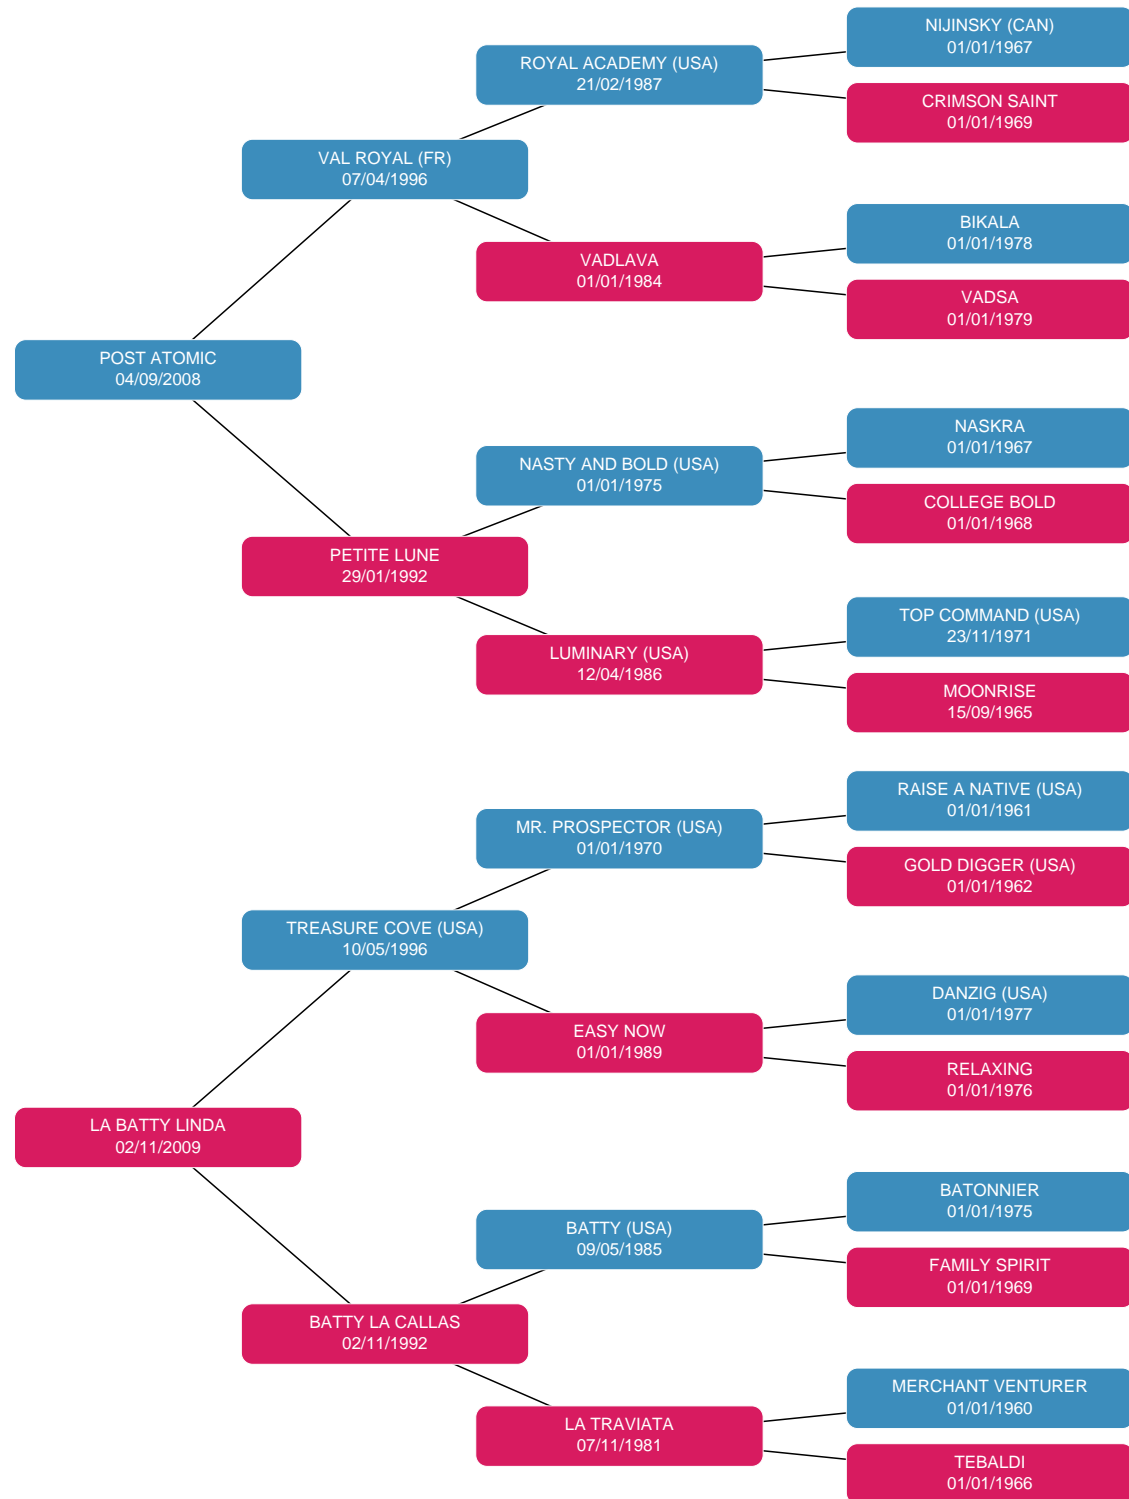 NIJINSKY (CAN)
01/01/1967
ROYAL ACADEMY (USA)
21/02/1987
CRIMSON SAINT
01/01/1969
VAL ROYAL (FR)
07/04/1996
BIKALA
01/01/1978
VADLAVA
01/01/1984
VADSA
01/01/1979
POST ATOMIC
04/09/2008
NASKRA
01/01/1967
NASTY AND BOLD (USA)
01/01/1975
COLLEGE BOLD
01/01/1968
PETITE LUNE
29/01/1992
TOP COMMAND (USA)
23/11/1971
LUMINARY (USA)
12/04/1986
MOONRISE
15/09/1965
RAISE A NATIVE (USA)
01/01/1961
MR. PROSPECTOR (USA)
01/01/1970
GOLD DIGGER (USA)
01/01/1962
TREASURE COVE (USA)
10/05/1996
DANZIG (USA)
01/01/1977
EASY NOW
01/01/1989
RELAXING
01/01/1976
LA BATTY LINDA
02/11/2009
BATONNIER
01/01/1975
BATTY (USA)
09/05/1985
FAMILY SPIRIT
01/01/1969
BATTY LA CALLAS
02/11/1992
MERCHANT VENTURER
01/01/1960
LA TRAVIATA
07/11/1981
TEBALDI
01/01/1966